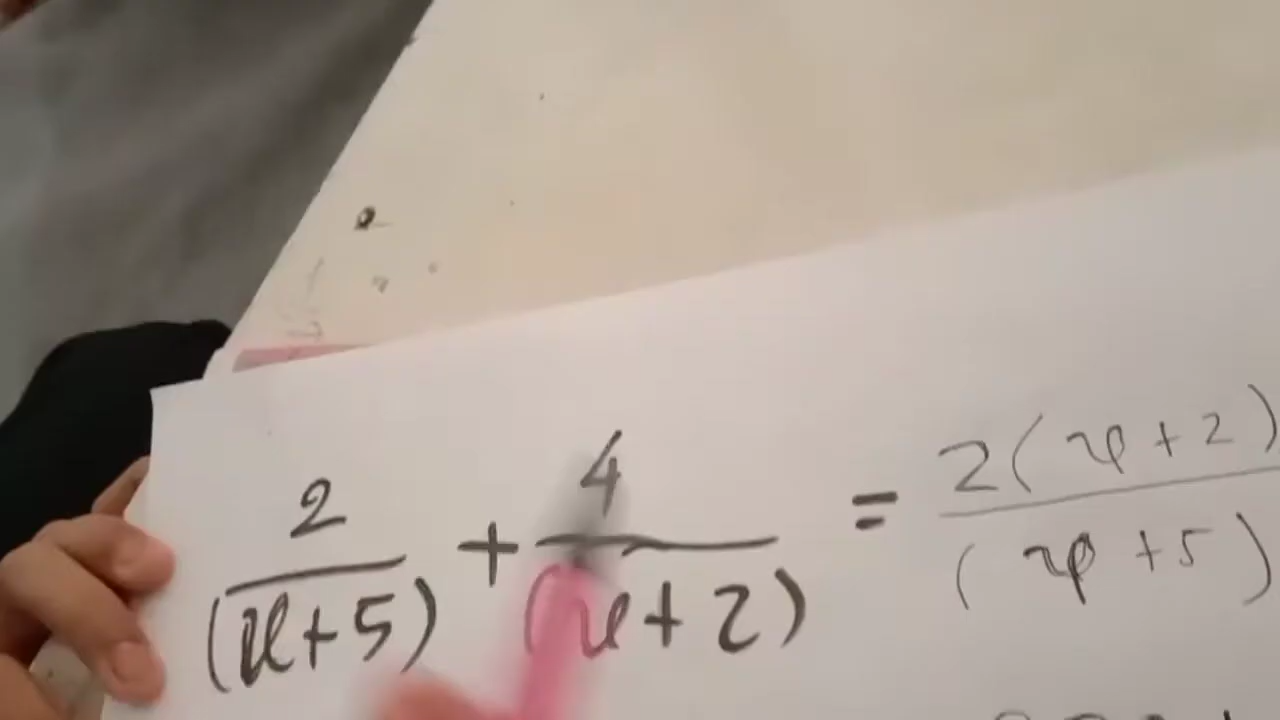 2/(x+5) + 4/(x+2) = 2(x+2)/(x+5)